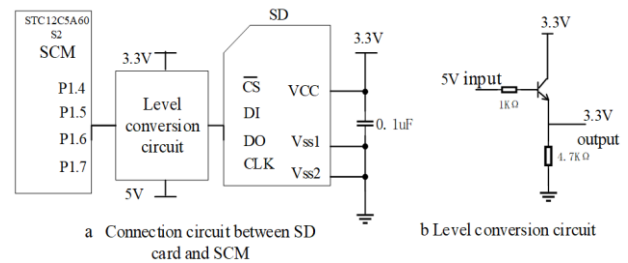 STC12C5A60
S2
SCM
P1.4
P1.5
P1.6
P1.7
3.3V
Level
conversion
circuit
5V
SD
CS
DI
DO
CLK
VCC
Vss1
Vss2
3.3V
0.1uF
a Connection circuit between SD
card and SCM
3.3V
5V input
1KΩ
3.3V
output
4.7KΩ
b Level conversion circuit